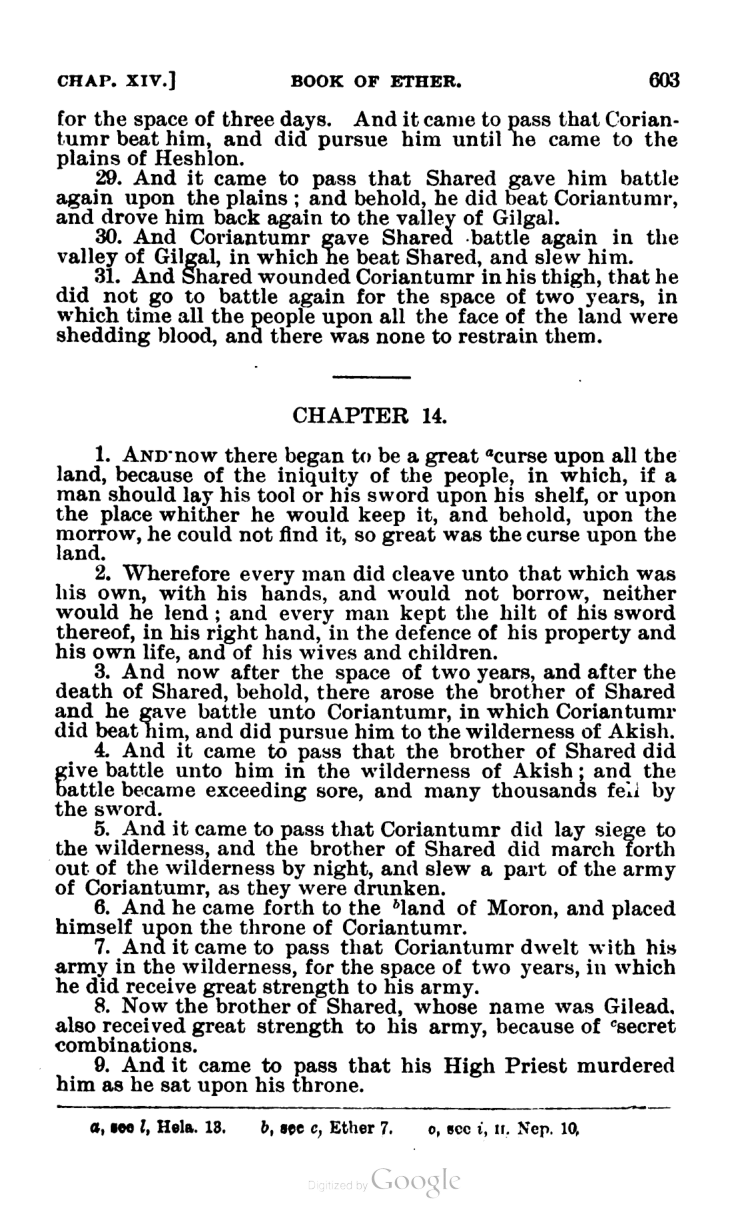 CHAP. XIV.] BOOK OF ETHER. 603
for the space of three days. And it came to pass that Corian-
tumr beat him, and did pursue him until he came to the
plains of Heshlon.
29. And it came to pass that Shared gave him battle
again upon the plains; and behold, he did beat Coriantumr,
and drove him back again to the valley of Gilgal.
30. And Coriantumr gave Shared battle again in the
valley of Gilgal, in which he beat Shared, and slew him.
31. And Shared wounded Coriantumr in his thigh, that he
did not go to battle again for the space of two years, in
which time all the people upon all the face of the land were
shedding blood, and there was none to restrain them.
CHAPTER 14.
1. AND now there began to be a great ᵃcurse upon all the
land, because of the iniquity of the people, in which, if a
man should lay his tool or his sword upon his shelf, or upon
the place whither he would keep it, and behold, upon the
morrow, he could not find it, so great was the curse upon the
land.
2. Wherefore every man did cleave unto that which was
his own, with his hands, and would not borrow, neither
would he lend; and every man kept the hilt of his sword
thereof, in his right hand, in the defence of his property and
his own life, and of his wives and children.
3. And now after the space of two years, and after the
death of Shared, behold, there arose the brother of Shared
and he gave battle unto Coriantumr, in which Coriantumr
did beat him, and did pursue him to the wilderness of Akish.
4. And it came to pass that the brother of Shared did
give battle unto him in the wilderness of Akish; and the
battle became exceeding sore, and many thousands fell by
the sword.
5. And it came to pass that Coriantumr did lay siege to
the wilderness, and the brother of Shared did march forth
out of the wilderness by night, and slew a part of the army
of Coriantumr, as they were drunken.
6. And he came forth to the ᵇland of Moron, and placed
himself upon the throne of Coriantumr.
7. And it came to pass that Coriantumr dwelt with his
army in the wilderness, for the space of two years, in which
he did receive great strength to his army.
8. Now the brother of Shared, whose name was Gilead,
also received great strength to his army, because of ᶜsecret
combinations.
9. And it came to pass that his High Priest murdered
him as he sat upon his throne.
a, see l, Hela. 13. b, see c, Ether 7. c, see i, II. Nep. 10.
Digitized by Google